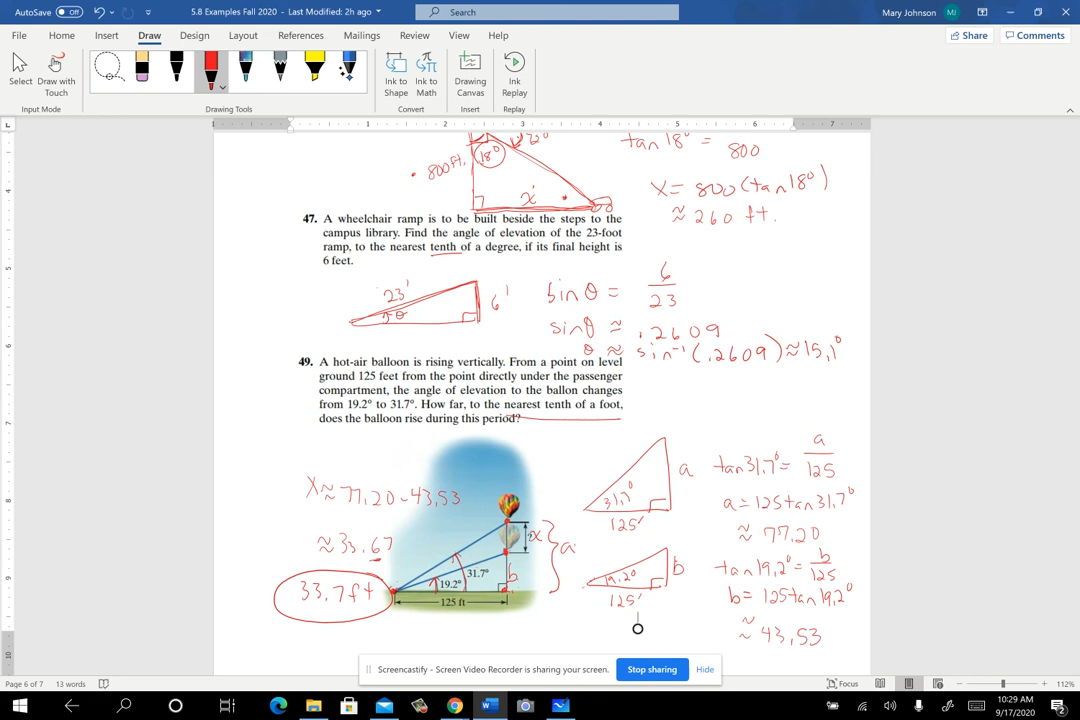 AutoSave Off 5.8 Examples Fall 2020 - Last Modified: 2h ago Search Mary Johnson MJ
File Home Insert Draw Design Layout References Mailings Review View Help Share Comments
Select Draw with Touch Ink to Shape Ink to Math Drawing Canvas Ink Replay
Input Mode Drawing Tools Convert Insert Replay
1 2 3 4 5 6 7
tan 18° = 800
800 ft. 18° 72°
x
x = 800(tan 18°)
≈ 260 ft.
47. A wheelchair ramp is to be built beside the steps to the
campus library. Find the angle of elevation of the 23-foot
ramp, to the nearest tenth of a degree, if its final height is
6 feet.
23' 6' θ
sin θ = 6/23
sin θ ≈ .2609
θ ≈ sin⁻¹(.2609) ≈ 15.1°
49. A hot-air balloon is rising vertically. From a point on level
ground 125 feet from the point directly under the passenger
compartment, the angle of elevation to the ballon changes
from 19.2° to 31.7°. How far, to the nearest tenth of a foot,
does the balloon rise during this period?
x ≈ 77.20 - 43.53
≈ 33.67
33.7 ft
x a b
31.7°
19.2°
125 ft
31.7° a
125'
19.2° b
125'
tan 31.7° = a/125
a = 125 tan 31.7°
≈ 77.20
tan 19.2° = b/125
b = 125 tan 19.2°
≈ 43.53
Screencastify - Screen Video Recorder is sharing your screen. Stop sharing Hide
Page 6 of 7 13 words Focus 112%
10:29 AM
9/17/2020
2